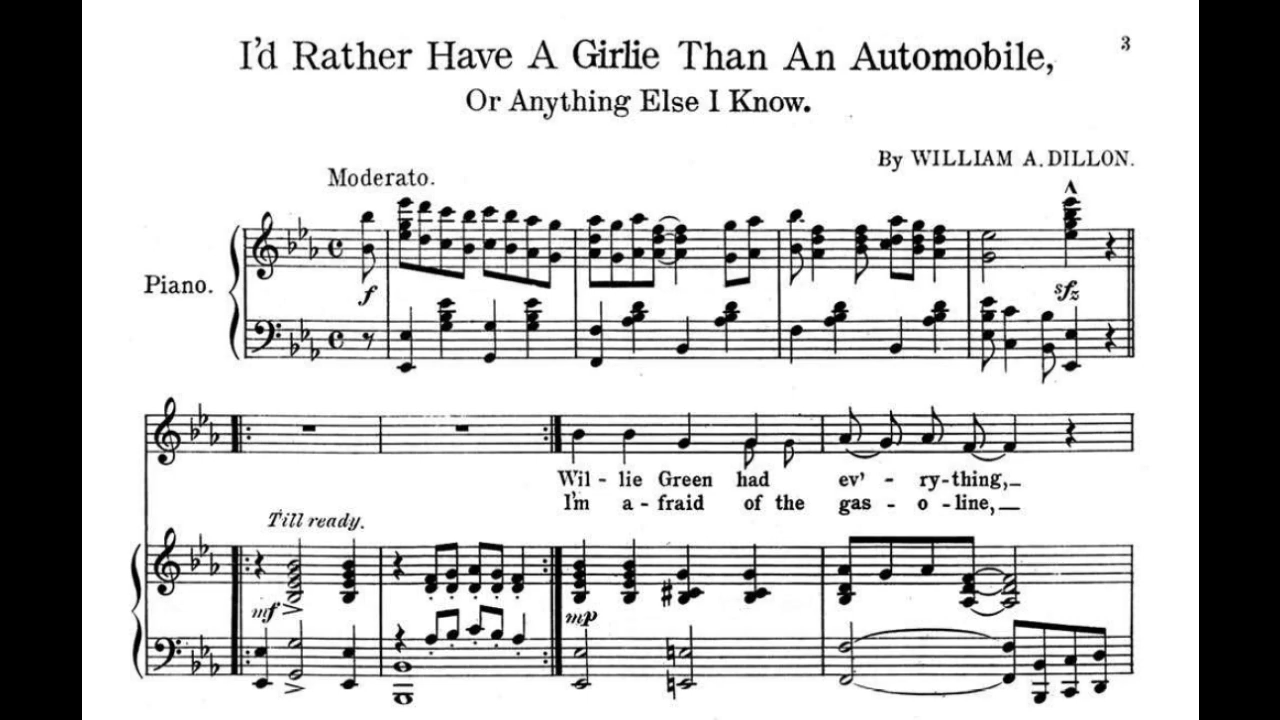 3
I'd Rather Have A Girlie Than An Automobile,
Or Anything Else I Know.
By WILLIAM A. DILLON.
Moderato.
Piano.
f
sfz
Wil - lie Green had ev' - ry-thing,
I'm a - fraid of the gas - o - line,
Till ready.
mf
mp